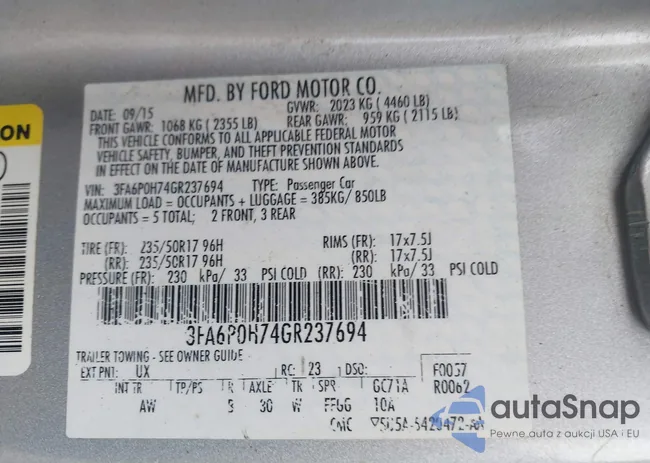 MFD. BY FORD MOTOR CO.
DATE: 09/15 GVWR: 2023 KG ( 4460 LB)
FRONT GAWR: 1068 KG ( 2355 LB) REAR GAWR: 959 KG ( 2115 LB)
THIS VEHICLE CONFORMS TO ALL APPLICABLE FEDERAL MOTOR
VEHICLE SAFETY, BUMPER, AND THEFT PREVENTION STANDARDS
IN EFFECT ON THE DATE OF MANUFACTURE SHOWN ABOVE.
ON
VIN: 3FA6P0H74GR237694 TYPE: Passenger Car
MAXIMUM LOAD = OCCUPANTS + LUGGAGE = 385KG/ 850LB
OCCUPANTS = 5 TOTAL; 2 FRONT, 3 REAR
TIRE (FR): 235/50R17 96H RIMS (FR): 17x7.5J
(RR): 235/50R17 96H (RR): 17x7.5J
PRESSURE (FR): 230 kPa/ 33 PSI COLD (RR): 230 kPa/ 33 PSI COLD
3FA6P0H74GR237694
TRAILER TOWING - SEE OWNER GUIDE
EXT PNT: UX RC: 23 DSO: F0057
INT TR TP/PS R AXLE TR SPR GC71A R0062
AW 30 W 10A
CMC
autoSnap
Pewne auta z aukcji USA i EU